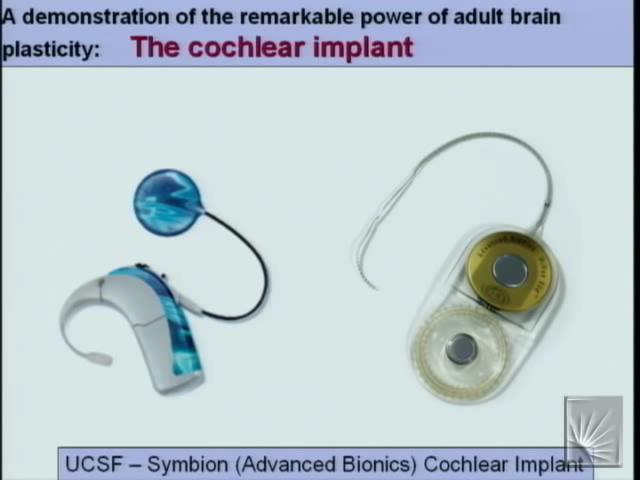 A demonstration of the remarkable power of adult brain
plasticity: The cochlear implant
UCSF – Symbion (Advanced Bionics) Cochlear Implant